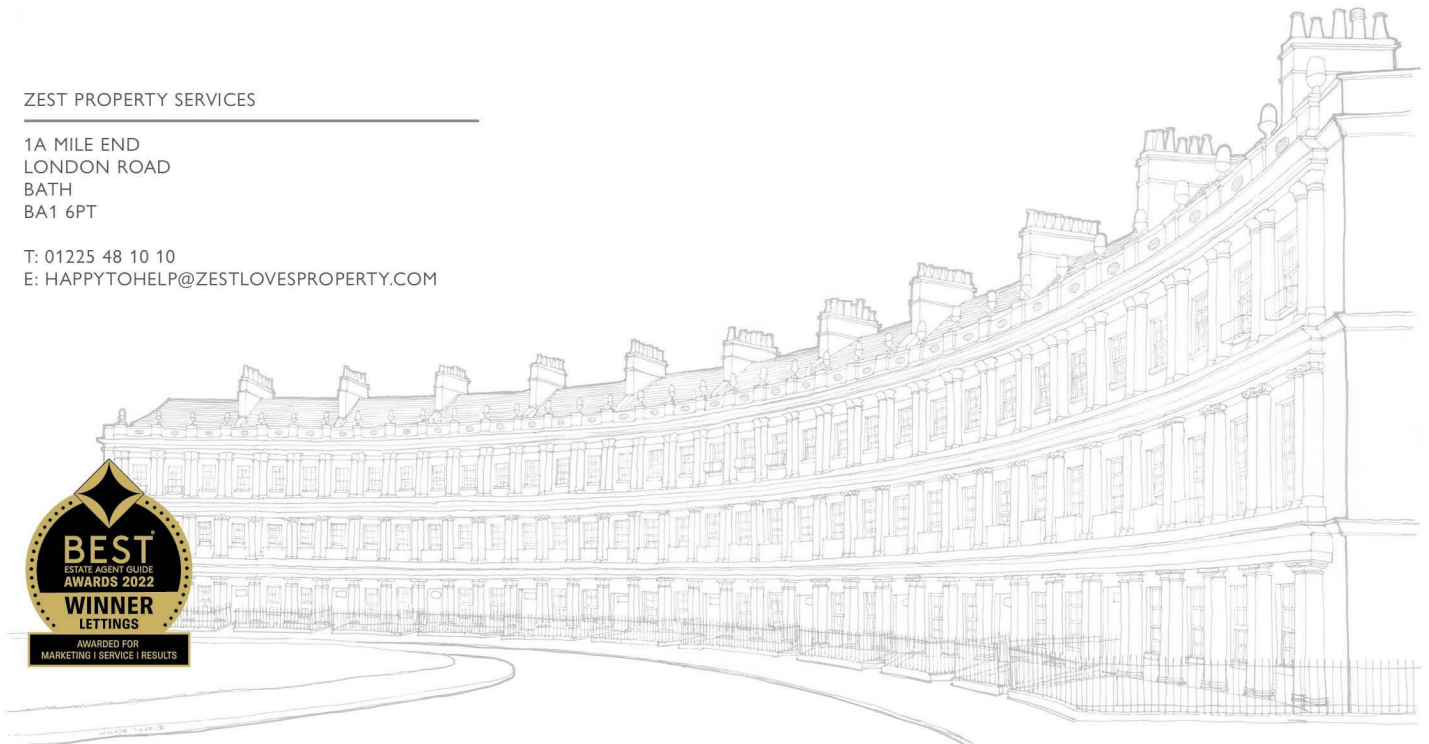 ZEST PROPERTY SERVICES
1A MILE END
LONDON ROAD
BATH
BA1 6PT
T: 01225 48 10 10
E: HAPPYTOHELP@ZESTLOVESPROPERTY.COM
BEST®
ESTATE AGENT GUIDE
AWARDS 2022
WINNER
LETTINGS
AWARDED FOR
MARKETING | SERVICE | RESULTS